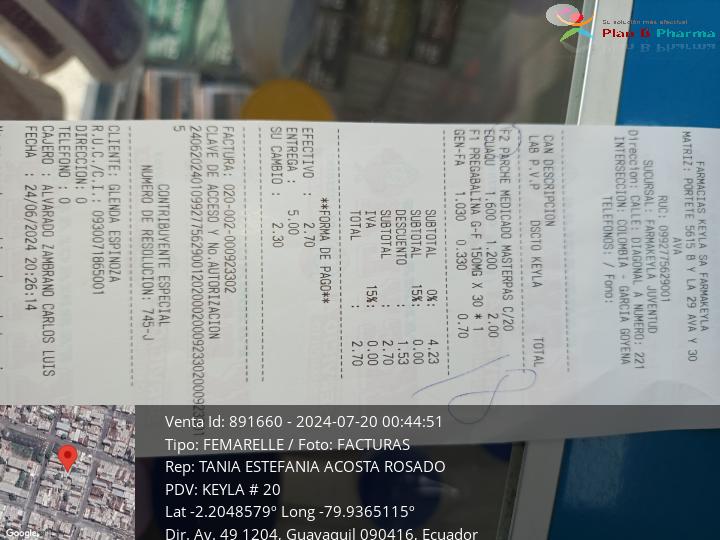 Su solución más efectiva!
Plan B Pharma
FARMACIAS KEYLA SA FARMAKEYLA
MATRIZ: PORTETE 5615 B Y LA 29 AVA Y 30
AVA
RUC: 0992775629001
SUCURSAL: FARMAKEYLA JUVENTUD
Direccion: CALLE: DIAGONAL A NUMERO: 221
INTERSECCION: COLOMBIA - GARCIA GOYENA
TELEFONOS: / Fono:
CAN DESCRIPCION
LAB P.V.P DSCTO KEYLA TOTAL
F2 PARCHE MEDICADO MASTERPAS C/20
ECUAQU 1.600 1.200 2.00
F1 PREGABALINA G-F 150MG X 30 * 1
GEN-FA 1.030 0.330 0.70
SUBTOTAL 0%: 4.23
SUBTOTAL 15%: 0.00
DESCUENTO : 1.53
SUBTOTAL : 2.70
IVA 15%: 0.00
TOTAL : 2.70
18
**FORMA DE PAGO**
EFECTIVO : 2.70
ENTREGA : 5.00
SU CAMBIO : 2.30
FACTURA: 020-002-000923302
CLAVE DE ACCESO Y No.AUTORIZACION
5
CONTRIBUYENTE ESPECIAL
NUMERO DE RESOLUCION: 745-J
CLIENTE: GLENDA ESPINOZA
R.U.C./C.I.: 0930071865001
DIRECCION: 0
TELEFONO : 0
CAJERO : ALVARADO ZAMBRANO CARLOS LUIS
FECHA : 24/06/2024 20:26:14
Venta Id: 891660 - 2024-07-20 00:44:51
Tipo: FEMARELLE / Foto: FACTURAS
Rep: TANIA ESTEFANIA ACOSTA ROSADO
PDV: KEYLA # 20
Lat -2.2048579º Long -79.9365115º
Dir. Av. 49 1204, Guayaquil 090416, Ecuador
Google